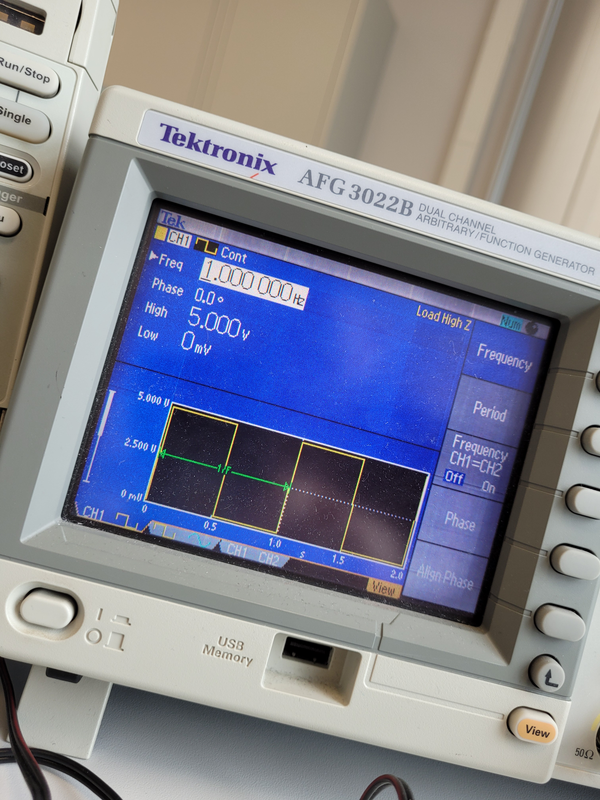 Run/Stop
Single
Tektronix
AFG 3022B DUAL CHANNEL
ARBITRARY/FUNCTION GENERATOR
Tek
CH1 Cont
Freq 1.000 000 Hz
Phase 0.0 °
High 5.000 V
Low 0 mV
Load High Z
Num
Frequency
Period
Frequency
CH1=CH2
Off On
Phase
Align Phase
5.000 V
2.500 V
0 mV
1/F
0 0.5 1.0 s 1.5 2.0
CH1
CH1 CH2
View
USB
Memory
View
50Ω